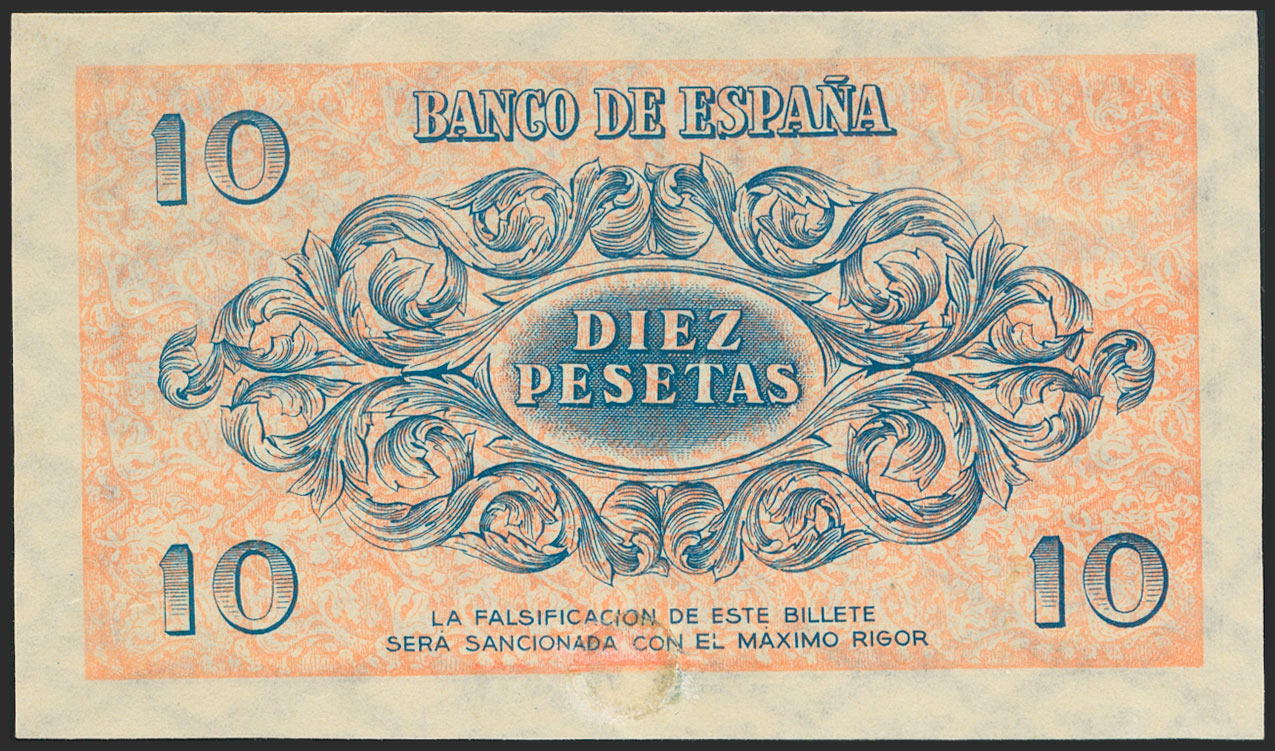 BANCO DE ESPAÑA
10
DIEZ
PESETAS
10
10
LA FALSIFICACION DE ESTE BILLETE
SERÁ SANCIONADA CON EL MÁXIMO RIGOR